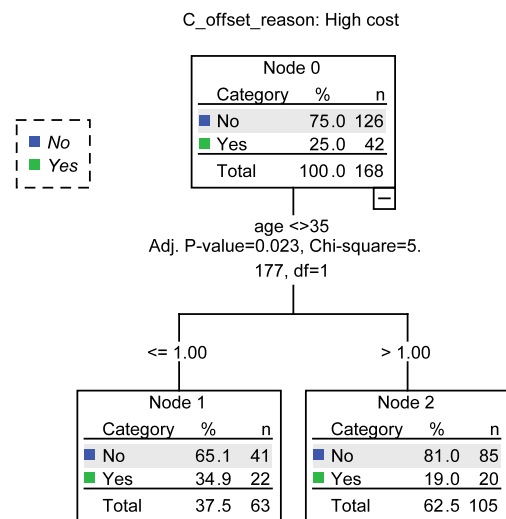 C_offset_reason: High cost
No
Yes
Node 0
Category % n
No 75.0 126
Yes 25.0 42
Total 100.0 168
age <>35
Adj. P-value=0.023, Chi-square=5.
177, df=1
<= 1.00
> 1.00
Node 1
Category % n
No 65.1 41
Yes 34.9 22
Total 37.5 63
Node 2
Category % n
No 81.0 85
Yes 19.0 20
Total 62.5 105